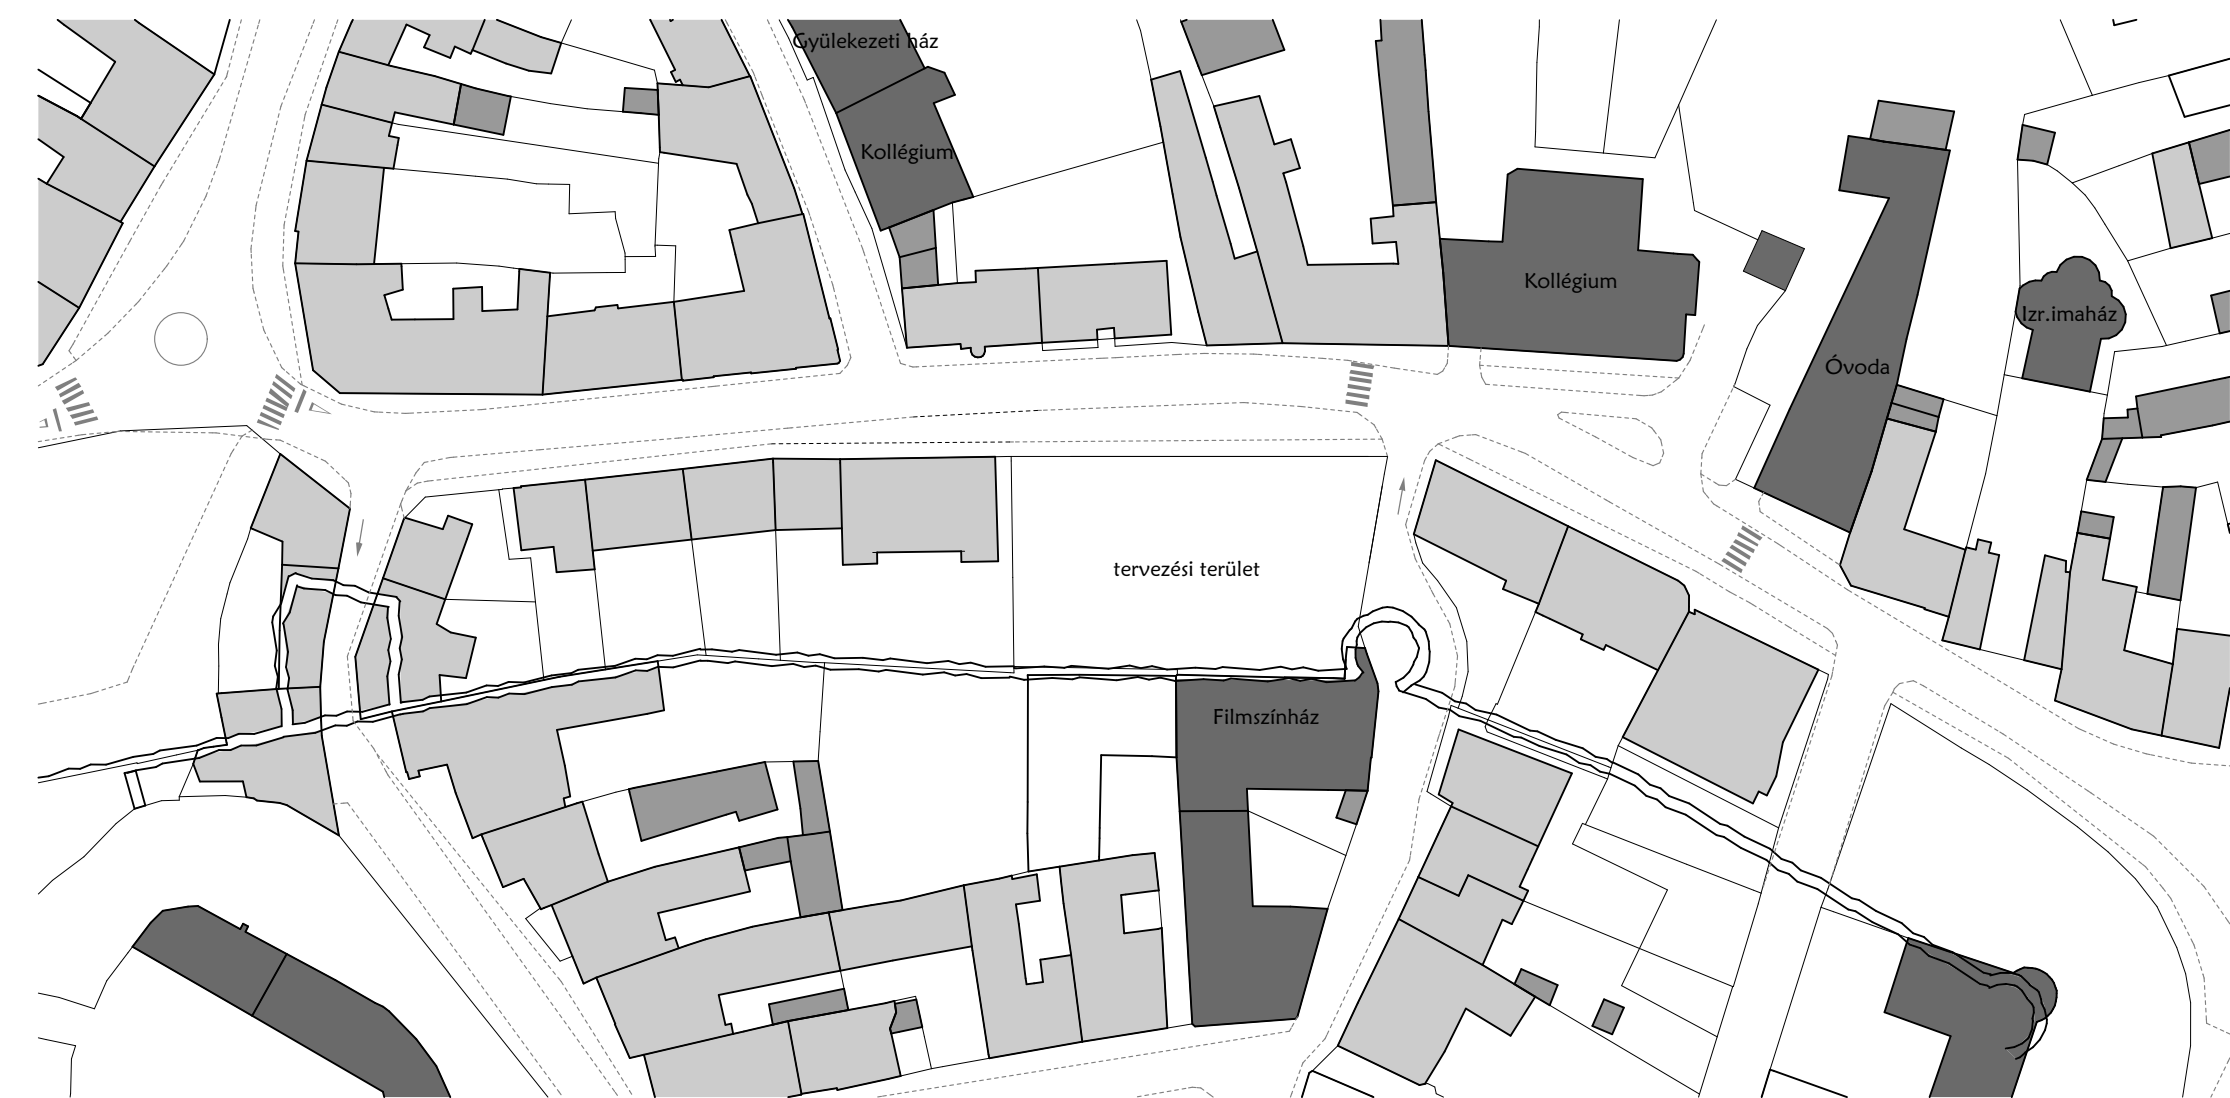 Gyülekezeti ház
Kollégium
Kollégium
Izr.imaház
Óvoda
tervezési terület
Filmszínház